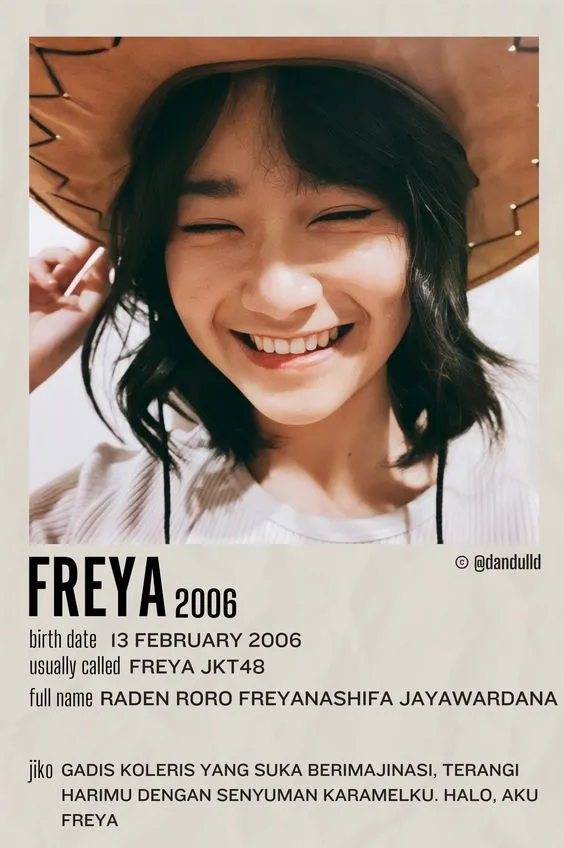 © @dandulld
FREYA 2006
birth date 13 FEBRUARY 2006
usually called FREYA JKT48
full name RADEN RORO FREYANASHIFA JAYAWARDANA
jiko GADIS KOLERIS YANG SUKA BERIMAJINASI, TERANGI
HARIMU DENGAN SENYUMAN KARAMELKU. HALO, AKU
FREYA